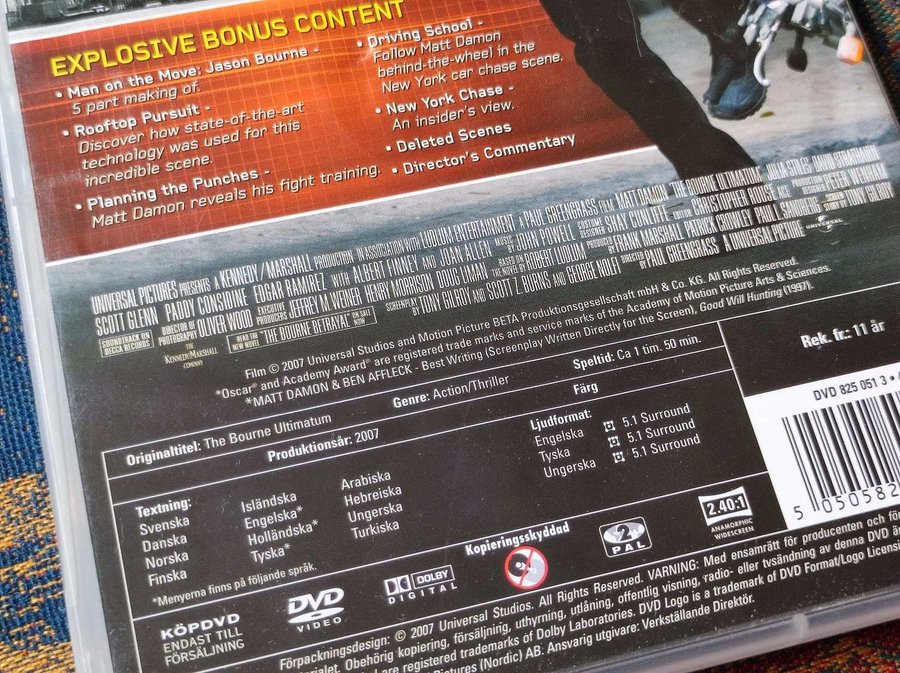 EXPLOSIVE BONUS CONTENT
• Man on the Move: Jason Bourne -
5 part making of.
• Rooftop Pursuit -
Discover how state-of-the-art
technology was used for this
incredible scene.
• Planning the Punches -
Matt Damon reveals his fight training.
• Driving School -
Follow Matt Damon
behind-the-wheel in the
New York car chase scene.
• New York Chase -
An insider's view.
• Deleted Scenes
• Director's Commentary
UNIVERSAL PICTURES PRESENTS A KENNEDY/MARSHALL PRODUCTION IN ASSOCIATION WITH LUDLUM ENTERTAINMENT A PAUL GREENGRASS FILM MATT DAMON "THE BOURNE ULTIMATUM" JULIA STILES DAVID STRATHAIRN
SCOTT GLENN PADDY CONSIDINE EDGAR RAMIREZ WITH ALBERT FINNEY AND JOAN ALLEN MUSIC BY JOHN POWELL COSTUME DESIGNER SHAY CUNLIFFE CHRISTOPHER ROUSE
DIRECTOR OF PHOTOGRAPHY OLIVER WOOD EXECUTIVE PRODUCERS JEFFREY M. WEINER HENRY MORRISON DOUG LIMAN BASED ON THE NOVEL BY ROBERT LUDLUM PRODUCED BY FRANK MARSHALL PATRICK CROWLEY PAUL L. SANDBERG STORY BY TONY GILROY
SCREENPLAY BY TONY GILROY AND SCOTT Z. BURNS AND GEORGE NOLFI DIRECTED BY PAUL GREENGRASS A UNIVERSAL PICTURE
UNIVERSAL
SOUNDTRACK ON DECCA RECORDS
THE KENNEDY/MARSHALL COMPANY
READ THE NEW NOVEL "THE BOURNE BETRAYAL" ON SALE NOW
Film © 2007 Universal Studios and Motion Picture BETA Produktionsgesellschaft mbH & Co. KG. All Rights Reserved.
"Oscar® and Academy Award® are registered trade marks and service marks of the Academy of Motion Picture Arts & Sciences.
*MATT DAMON & BEN AFFLECK - Best Writing (Screenplay Written Directly for the Screen), Good Will Hunting (1997).
Originaltitel: The Bourne Ultimatum
Genre: Action/Thriller
Speltid: Ca 1 tim. 50 min.
Produktionsår: 2007
Färg
Textning:
Svenska
Danska
Norska
Finska
Isländska
Engelska*
Holländska*
Tyska*
Arabiska
Hebreiska
Ungerska
Turkiska
*Menyerna finns på följande språk.
Ljudformat:
Engelska 5.1 Surround
Tyska 5.1 Surround
Ungerska 5.1 Surround
Rek. fr.: 11 år
DVD 825 051 3
5 050582
KÖPDVD
ENDAST TILL
FÖRSÄLJNING
DVD
VIDEO
DOLBY
DIGITAL
Kopieringsskyddad
2
PAL
2.40:1
ANAMORPHIC
WIDESCREEN
Förpackningsdesign: © 2007 Universal Studios. All Rights Reserved. VARNING: Med ensamrätt för producenten och för
rialet. Obehörig kopiering, försäljning, uthyrning, utlåning, offentlig visning, radio- eller tvsändning av denna DVD är
l are registered trademarks of Dolby Laboratories. DVD Logo is a trademark of DVD Format/Logo Licensi
Pictures (Nordic) AB: Ansvarig utgivare: Verkställande Direktör.